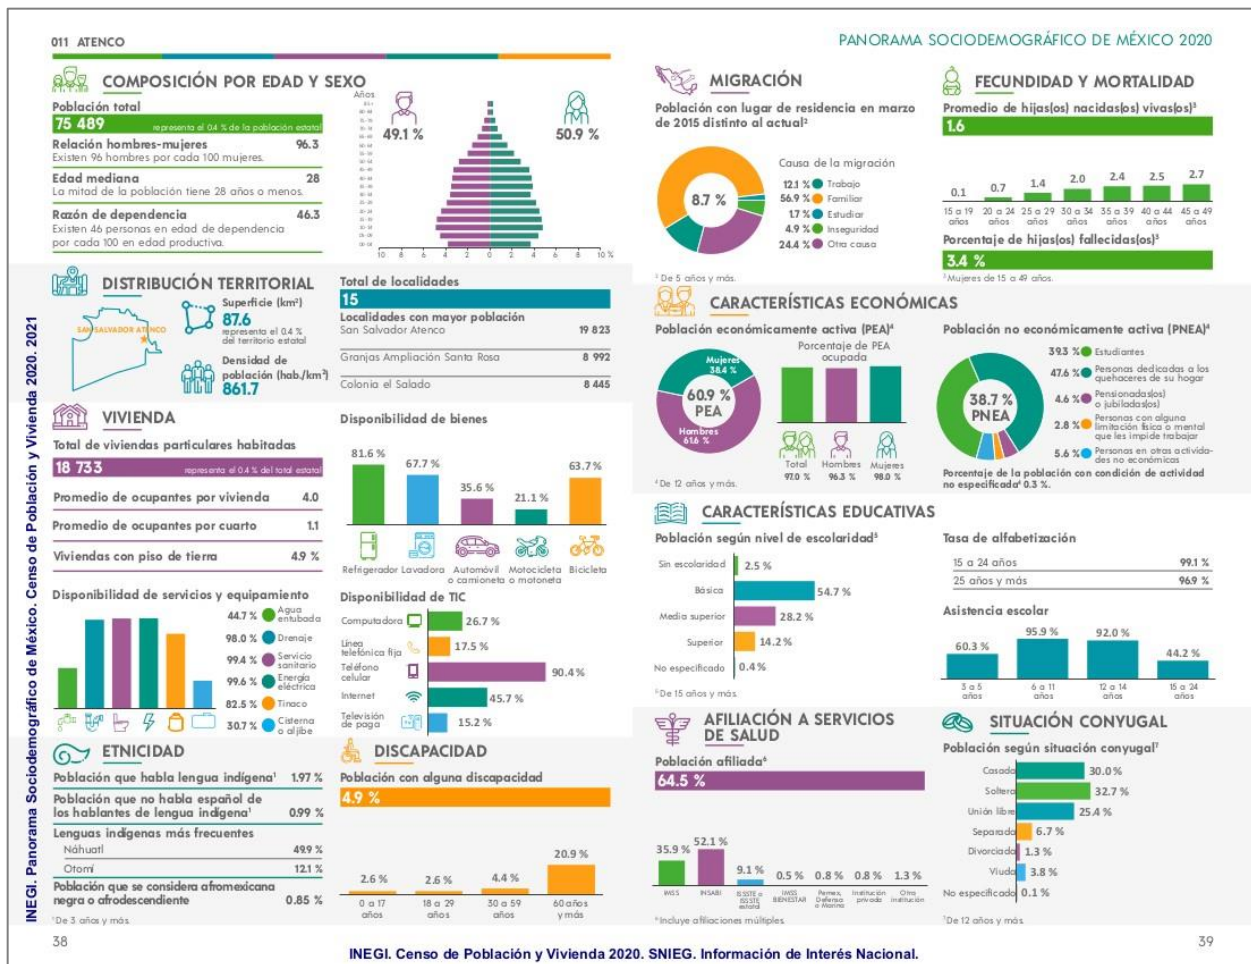 011 ATENCO
PANORAMA SOCIODEMOGRÁFICO DE MÉXICO 2020
COMPOSICIÓN POR EDAD Y SEXO
Población total
75 489 representa el 0.4 % de la población estatal
Relación hombres-mujeres 96.3
Existen 96 hombres por cada 100 mujeres.
Edad mediana 28
La mitad de la población tiene 28 años o menos.
Razón de dependencia 46.3
Existen 46 personas en edad de dependencia
por cada 100 en edad productiva.
Años
49.1 %
50.9 %
10 8 6 4 2 0 2 4 6 8 10 %
DISTRIBUCIÓN TERRITORIAL
SAN SALVADOR ATENCO
Superficie (km²)
87.6
representa el 0.4 %
del territorio estatal
Densidad de
población (hab./km²)
861.7
Total de localidades
15
Localidades con mayor población
San Salvador Atenco 19 823
Granjas Ampliación Santa Rosa 8 992
Colonia el Salado 8 445
VIVIENDA
Total de viviendas particulares habitadas
18 733 representa el 0.4 % del total estatal
Promedio de ocupantes por vivienda 4.0
Promedio de ocupantes por cuarto 1.1
Viviendas con piso de tierra 4.9 %
Disponibilidad de servicios y equipamiento
44.7 % Agua entubada
98.0 % Drenaje
99.4 % Servicio sanitario
99.6 % Energía eléctrica
82.5 % Tinaco
30.7 % Cisterna o aljibe
Disponibilidad de bienes
81.6 % 67.7 % 35.6 % 21.1 % 63.7 %
Refrigerador Lavadora Automóvil o camioneta Motocicleta o motoneta Bicicleta
Disponibilidad de TIC
Computadora 26.7 %
Línea telefónica fija 17.5 %
Teléfono celular 90.4 %
Internet 45.7 %
Televisión de paga 15.2 %
ETNICIDAD
Población que habla lengua indígena¹ 1.97 %
Población que no habla español de
los hablantes de lengua indígena¹ 0.99 %
Lenguas indígenas más frecuentes
Náhuatl 49.9 %
Otomí 12.1 %
Población que se considera afromexicana
negra o afrodescendiente 0.85 %
¹De 3 años y más.
DISCAPACIDAD
Población con alguna discapacidad
4.9 %
2.6 % 2.6 % 4.4 % 20.9 %
0 a 17 años 18 a 29 años 30 a 59 años 60 años y más
38
MIGRACIÓN
Población con lugar de residencia en marzo
de 2015 distinto al actual²
8.7 %
Causa de la migración
12.1 % Trabajo
56.9 % Familiar
1.7 % Estudiar
4.9 % Inseguridad
24.4 % Otra causa
² De 5 años y más.
FECUNDIDAD Y MORTALIDAD
Promedio de hijas(os) nacidas(os) vivas(os)³
1.6
0.1 0.7 1.4 2.0 2.4 2.5 2.7
15 a 19 años 20 a 24 años 25 a 29 años 30 a 34 años 35 a 39 años 40 a 44 años 45 a 49 años
Porcentaje de hijas(os) fallecidas(os)³
3.4 %
³ Mujeres de 15 a 49 años.
CARACTERÍSTICAS ECONÓMICAS
Población económicamente activa (PEA)⁴
Mujeres 38.4 %
60.9 % PEA
Hombres 61.6 %
Porcentaje de PEA
ocupada
Total Hombres Mujeres
97.0 % 96.3 % 98.0 %
⁴ De 12 años y más.
Población no económicamente activa (PNEA)⁴
38.7 % PNEA
39.3 % Estudiantes
47.6 % Personas dedicadas a los quehaceres de su hogar
4.6 % Pensionadas(os) o jubiladas(os)
2.8 % Personas con alguna limitación física o mental que les impide trabajar
5.6 % Personas en otras actividades no económicas
Porcentaje de la población con condición de actividad
no especificada⁴ 0.3 %.
CARACTERÍSTICAS EDUCATIVAS
Población según nivel de escolaridad⁵
Sin escolaridad 2.5 %
Básica 54.7 %
Media superior 28.2 %
Superior 14.2 %
No especificado 0.4 %
⁵De 15 años y más.
Tasa de alfabetización
15 a 24 años 99.1 %
25 años y más 96.9 %
Asistencia escolar
60.3 % 95.9 % 92.0 % 44.2 %
3 a 5 años 6 a 11 años 12 a 14 años 15 a 24 años
AFILIACIÓN A SERVICIOS
DE SALUD
Población afiliada⁶
64.5 %
35.9 % 52.1 % 9.1 % 0.5 % 0.8 % 0.8 % 1.3 %
IMSS INSABI ISSSTE o ISSSTE estatal IMSS BIENESTAR Pemex, Defensa o Marina Institución privada Otra institución
⁶ Incluye afiliaciones múltiples.
SITUACIÓN CONYUGAL
Población según situación conyugal⁷
Casada 30.0 %
Soltera 32.7 %
Unión libre 25.4 %
Separada 6.7 %
Divorciada 1.3 %
Viuda 3.8 %
No especificado 0.1 %
⁷De 12 años y más.
39
INEGI. Panorama Sociodemográfico de México. Censo de Población y Vivienda 2020. 2021
INEGI. Censo de Población y Vivienda 2020. SNIEG. Información de Interés Nacional.